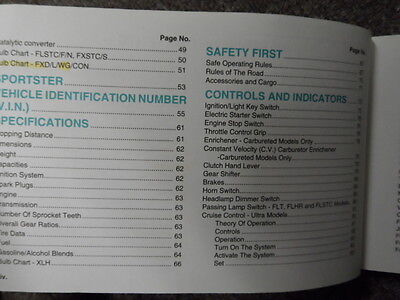 Page No.
atalytic converter 49
ulb Chart - FLSTC/F/N, FXSTC/S 50
ulb Chart - FXD/L/WG/CON 51
SPORTSTER 53
VEHICLE IDENTIFICATION NUMBER
V.I.N.) 55
SPECIFICATIONS 61
opping Distance 61
imensions 62
eight 62
apacities 62
nition System 62
park Plugs 62
ngine 63
ransmission 63
umber Of Sprocket Teeth 63
verall Gear Ratios 63
ire Data 64
uel 64
asoline/Alcohol Blends 64
ulb Chart - XLH 66
iv.
Page No.
SAFETY FIRST
Safe Operating Rules
Rules of The Road
Accessories and Cargo
CONTROLS AND INDICATORS
Ignition/Light Key Switch
Electric Starter Switch
Engine Stop Switch
Throttle Control Grip
Enrichener - Carbureted Models Only
Constant Velocity (C.V.) Carburetor Enrichener
-Carbureted Models Only
Clutch Hand Lever
Gear Shifter
Brakes
Horn Switch
Headlamp Dimmer Switch
Passing Lamp Switch - FLT, FLHR and FLSTC Models
Cruise Control - Ultra Models
Theory of Operation
Controls
Operation
Turn On The System
Activate The System
Set